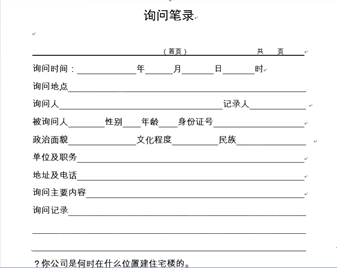 询问笔录
（首页） 共 页
询问时间：年月日时
询问地点
询问人记录人
被询问人性别年龄身份证号
政治面貌文化程度民族
单位及职务
地址及电话
询问主要内容
询问记录
？你公司是何时在什么位置建住宅楼的。